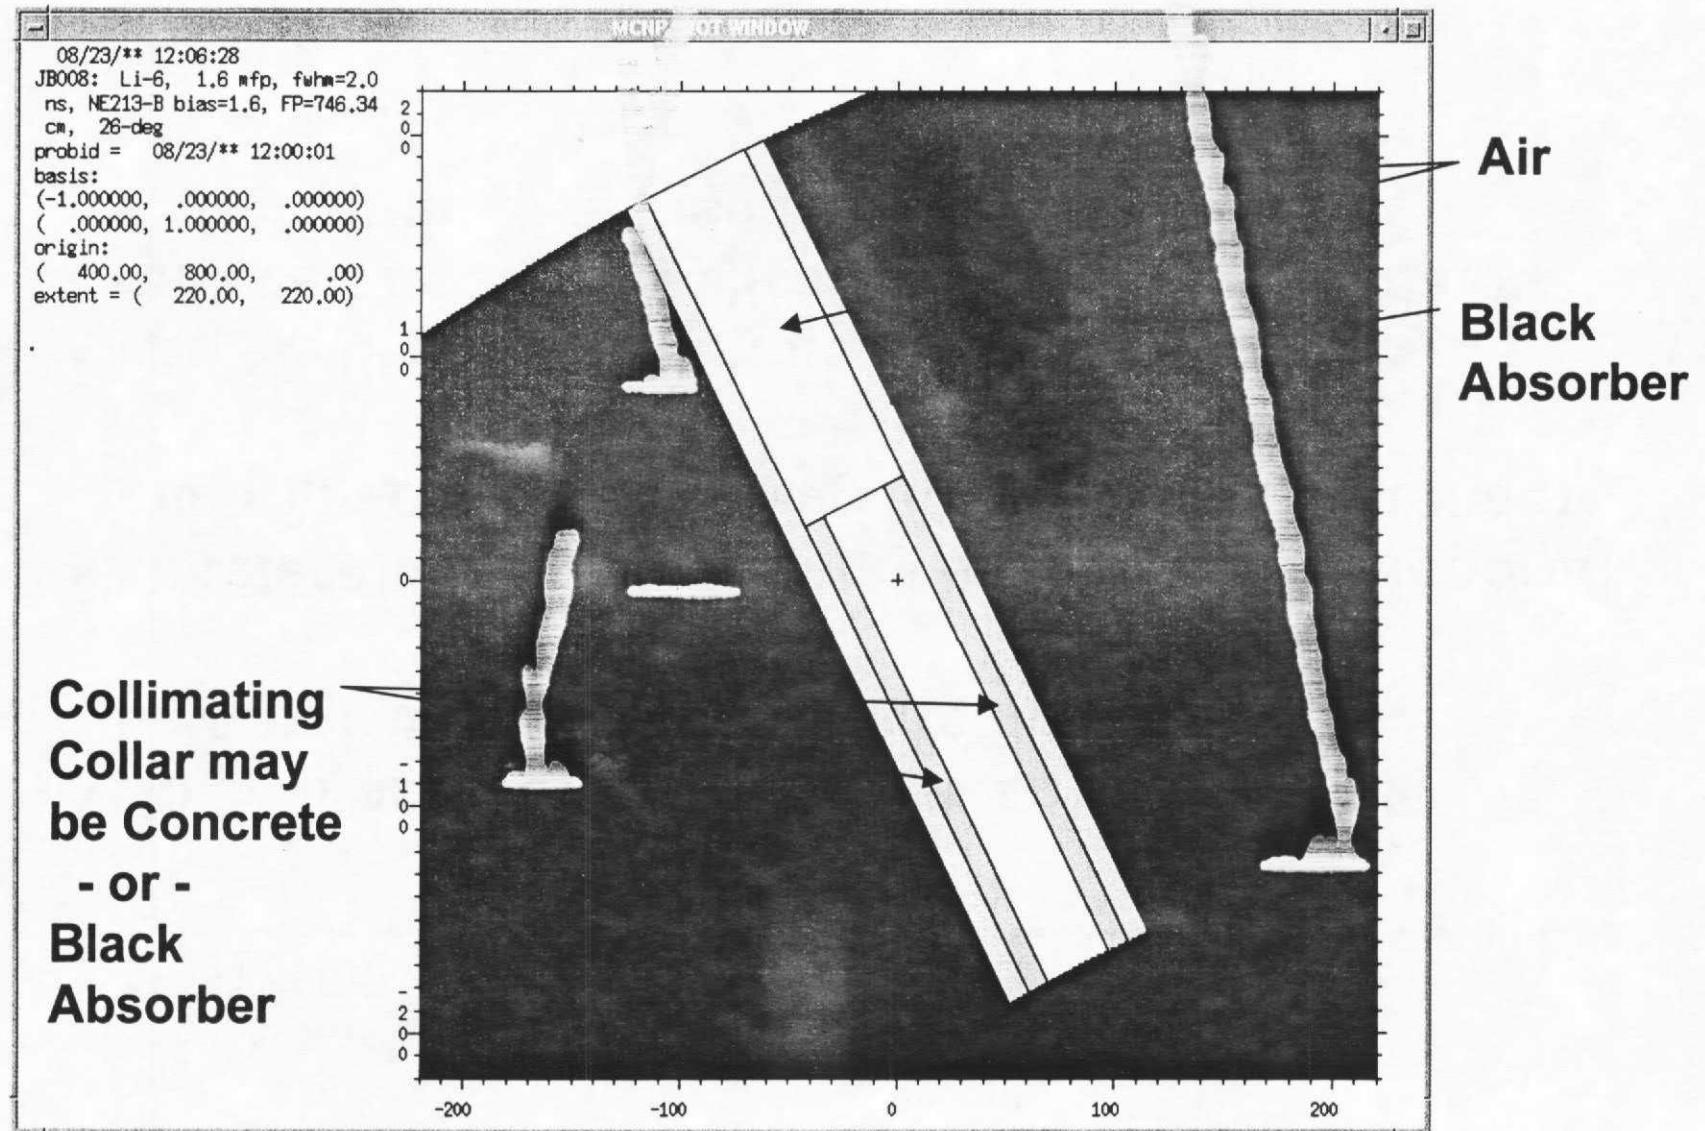 MCNP PLOT WINDOW
08/23/** 12:06:28
JB008: Li-6, 1.6 mfp, fwhm=2.0
ns, NE213-B bias=1.6, FP=746.34
cm, 26-deg
probid = 08/23/** 12:00:01
basis:
(-1.000000, .000000, .000000)
( .000000, 1.000000, .000000)
origin:
( 400.00, 800.00, .00)
extent = ( 220.00, 220.00)
200
100
0
-100
-200
-200 -100 0 100 200
Air
Black
Absorber
Collimating
Collar may
be Concrete
- or -
Black
Absorber